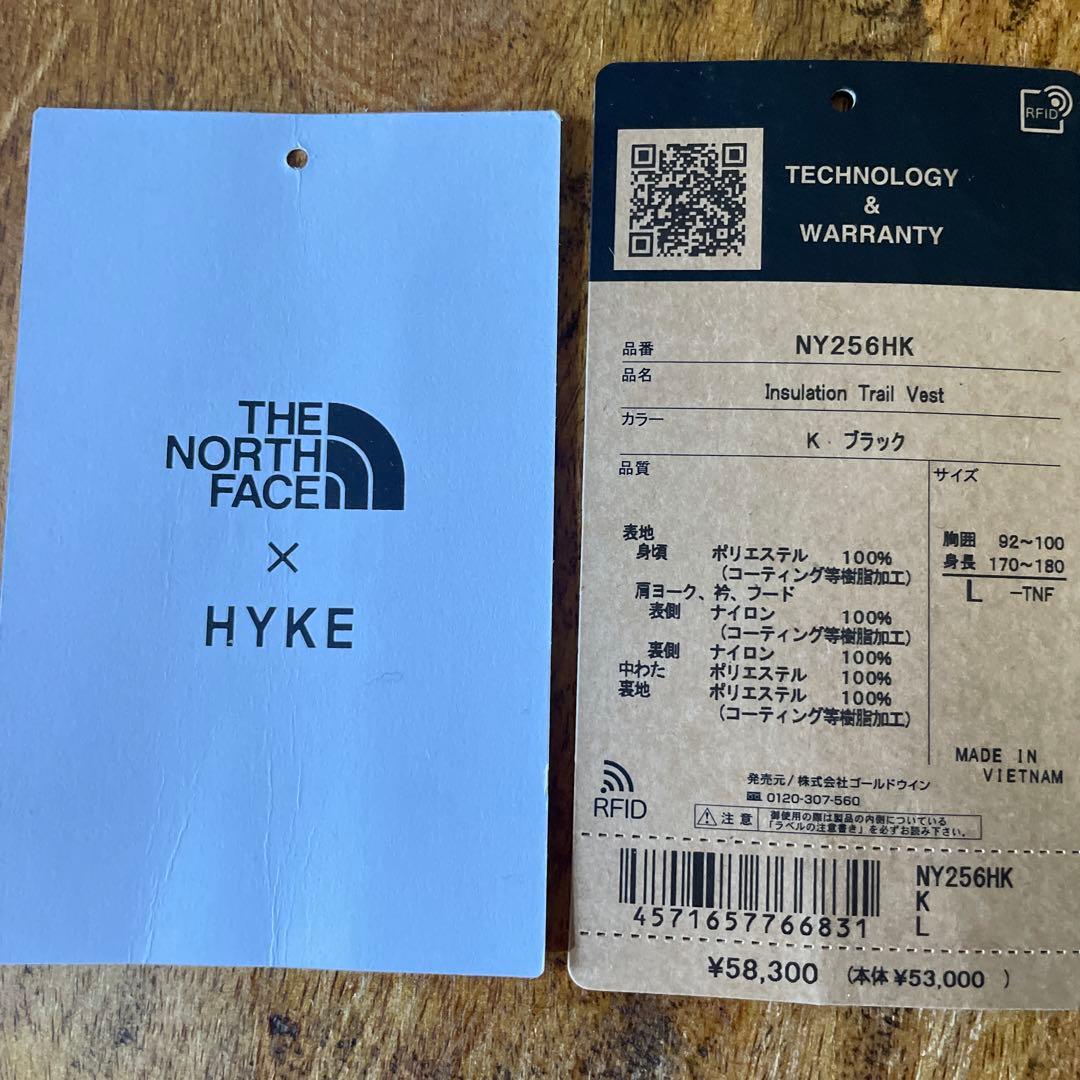 THE
NORTH
FACE
×
HYKE
RFID
TECHNOLOGY
&
WARRANTY
品番 NY256HK
品名
Insulation Trail Vest
カラー
K ブラック
品質
サイズ
表地
身頃 ポリエステル 100%
(コーティング等樹脂加工)
肩ヨーク、衿、フード
表側 ナイロン 100%
(コーティング等樹脂加工)
裏側 ナイロン 100%
中わた ポリエステル 100%
裏地 ポリエステル 100%
(コーティング等樹脂加工)
胸囲 92~100
身長 170~180
L -TNF
MADE IN
VIETNAM
発売元/株式会社ゴールドウイン
0120-307-560
RFID
注意
御使用の際は製品の内側についている
「ラベルの注意書き」を必ずお読み下さい。
4571657766831
NY256HK
K
L
¥58,300 (本体 ¥53,000 )